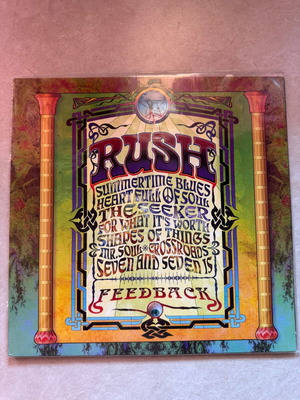 RUSH
SUMMERTIME BLUES
HEART FULL OF SOUL
THE SEEKER
FOR WHAT IT'S WORTH
SHAPES OF THINGS
MR. SOUL CROSSROADS
SEVEN AND SEVEN IS
FEEDBACK